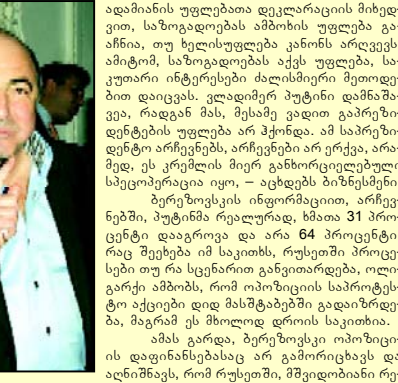 ადამიანის უფლებათა დეკლარაციის მიხედ
ვით, საზოგადოებას ამბოხის უფლება გა
აჩნია, თუ ხელისუფლება კანონს არღვევს
ამიტომ, საზოგადოებას აქვს უფლება, სა
კუთარი ინტერესები ძალისმიერი მეთოდე
ბით დაიცვას. ვლადიმერ პუტინი დამნაშა
ვეა, რადგან მას, მესამე ვადით გაპრეზი
დენტების უფლება არ ჰქონდა. ამ საპრეზი
დენტო არჩევნებს, არჩევნები არ ერქვა, არა
მედ, ეს კრემლის მიერ განხორციელებული
სპეცოპერაცია იყო, – აცხდებს ბიზნესმენი
ბერეზოვსკის ინფორმაციით, არჩევ
ნებში, პუტინმა რეალურად, ხმათა 31 პრო
ცენტი დააგროვა და არა 64 პროცენტი
რაც შეეხება იმ საკითხს, რუსეთში პროცე
სები თუ რა სცენარით განვითარდება, ოლი
გარქი ამბობს, რომ ოპოზიციის საპროტეს
ტო აქციები დიდ მასშტაბებში გადაიზრდე
ბა, მაგრამ ეს მხოლოდ დროის საკითხია.
ამას გარდა, ბერეზოვსკი ოპოზიცი
ის დაფინანსებასაც არ გამორიცხავს და
აღნიშნავს, რომ რუსეთში, მშვიდობიანი რე